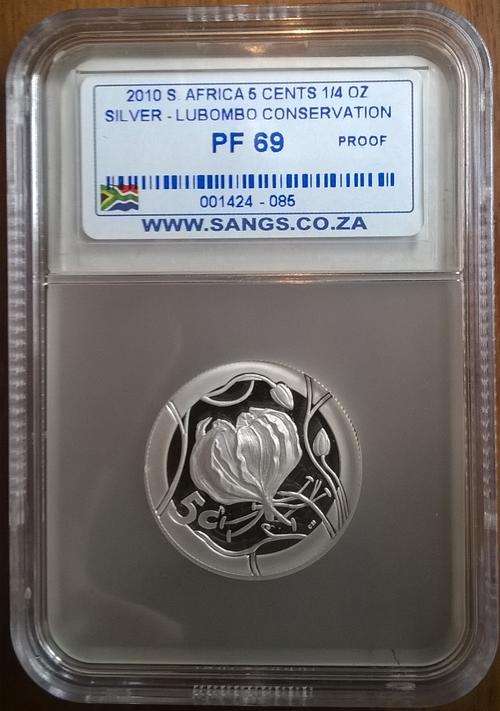 2010 S. AFRICA 5 CENTS 1/4 OZ
SILVER - LUBOMBO CONSERVATION
PF 69 PROOF
001424 - 085
WWW.SANGS.CO.ZA
5c